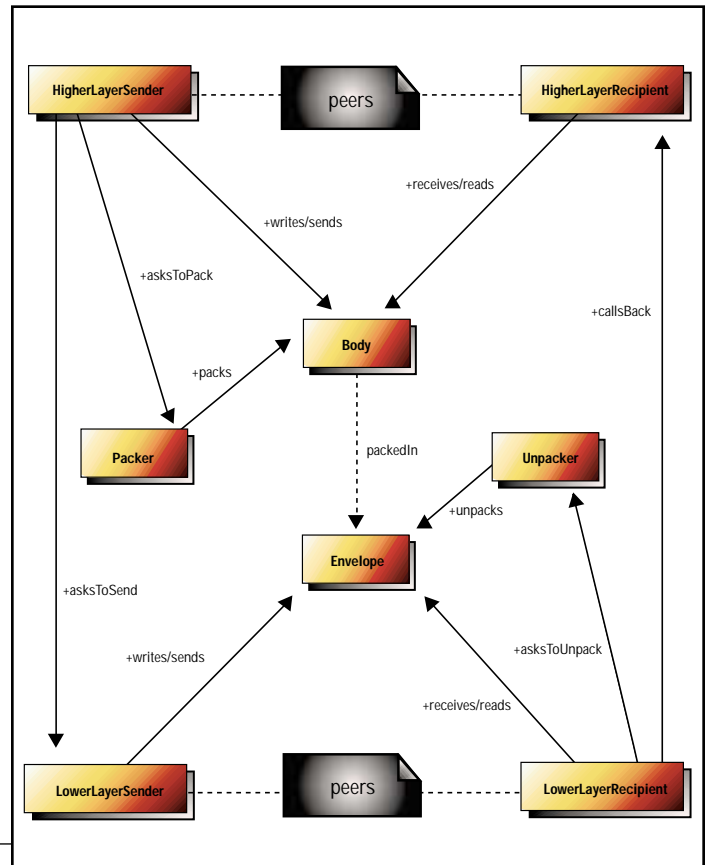 HigherLayerSender
peers
HigherLayerRecipient
+receives/reads
+writes/sends
+asksToPack
+callsBack
Body
+packs
packedIn
Packer
Unpacker
+unpacks
Envelope
+asksToSend
+writes/sends
+asksToUnpack
+receives/reads
LowerLayerSender
peers
LowerLayerRecipient